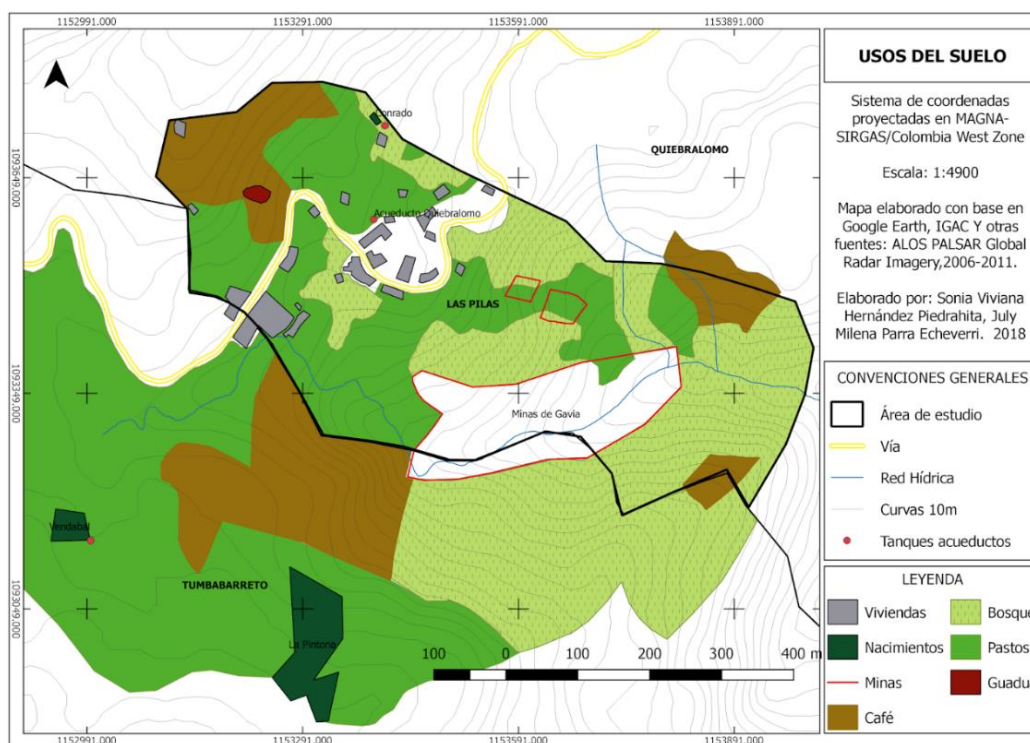 1152991.000 1153291.000 1153591.000 1153891.000
1093649.000
1093349.000
1093049.000
Conrado
QUIEBRALOMO
Acueducto Quiebralomo
LAS PILAS
Minas de Gavia
Vendabal
TUMBABARRETO
La Pintona
100 0 100 200 300 400 m
1152991.000 1153291.000 1153591.000 1153891.000
USOS DEL SUELO
Sistema de coordenadas
proyectadas en MAGNA-
SIRGAS/Colombia West Zone
Escala: 1:4900
Mapa elaborado con base en
Google Earth, IGAC Y otras
fuentes: ALOS PALSAR Global
Radar Imagery,2006-2011.
Elaborado por: Sonia Viviana
Hernández Piedrahita, July
Milena Parra Echeverri. 2018
CONVENCIONES GENERALES
Área de estudio
Vía
Red Hídrica
Curvas 10m
Tanques acueductos
LEYENDA
Viviendas Bosque
Nacimientos Pastos
Minas Guadu
Café